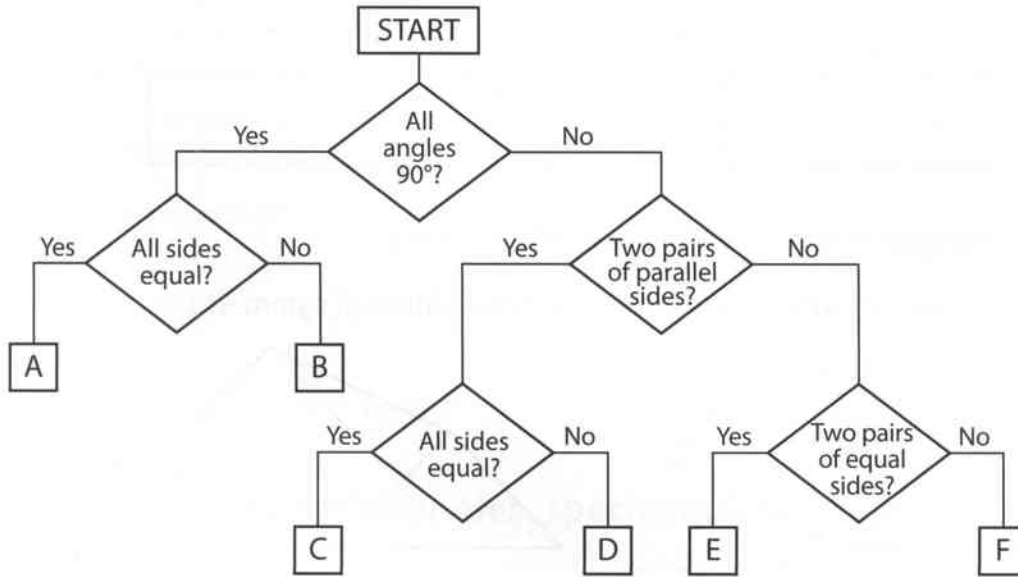 START
All
angles
90°?
Yes
No
All sides
equal?
Yes
No
Two pairs
of parallel
sides?
Yes
No
A
B
All sides
equal?
Yes
No
Two pairs
of equal
sides?
Yes
No
C
D
E
F